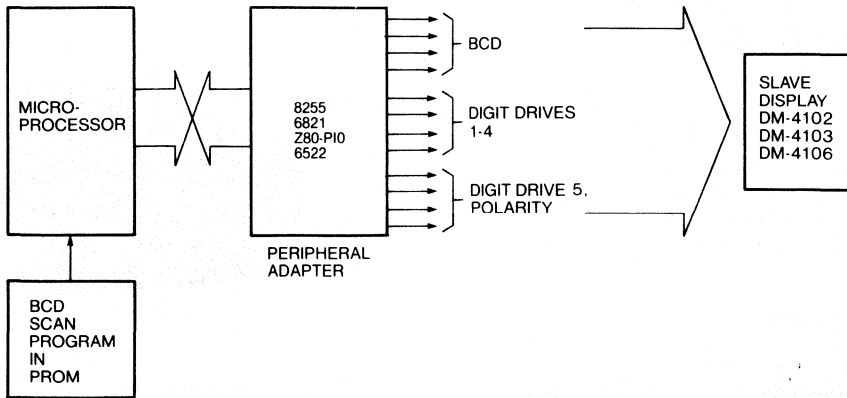 MICRO-
PROCESSOR
8255
6821
Z80-PI0
6522
PERIPHERAL
ADAPTER
BCD
DIGIT DRIVES
1-4
DIGIT DRIVE 5,
POLARITY
SLAVE
DISPLAY
DM-4102
DM-4103
DM-4106
BCD
SCAN
PROGRAM
IN
PROM